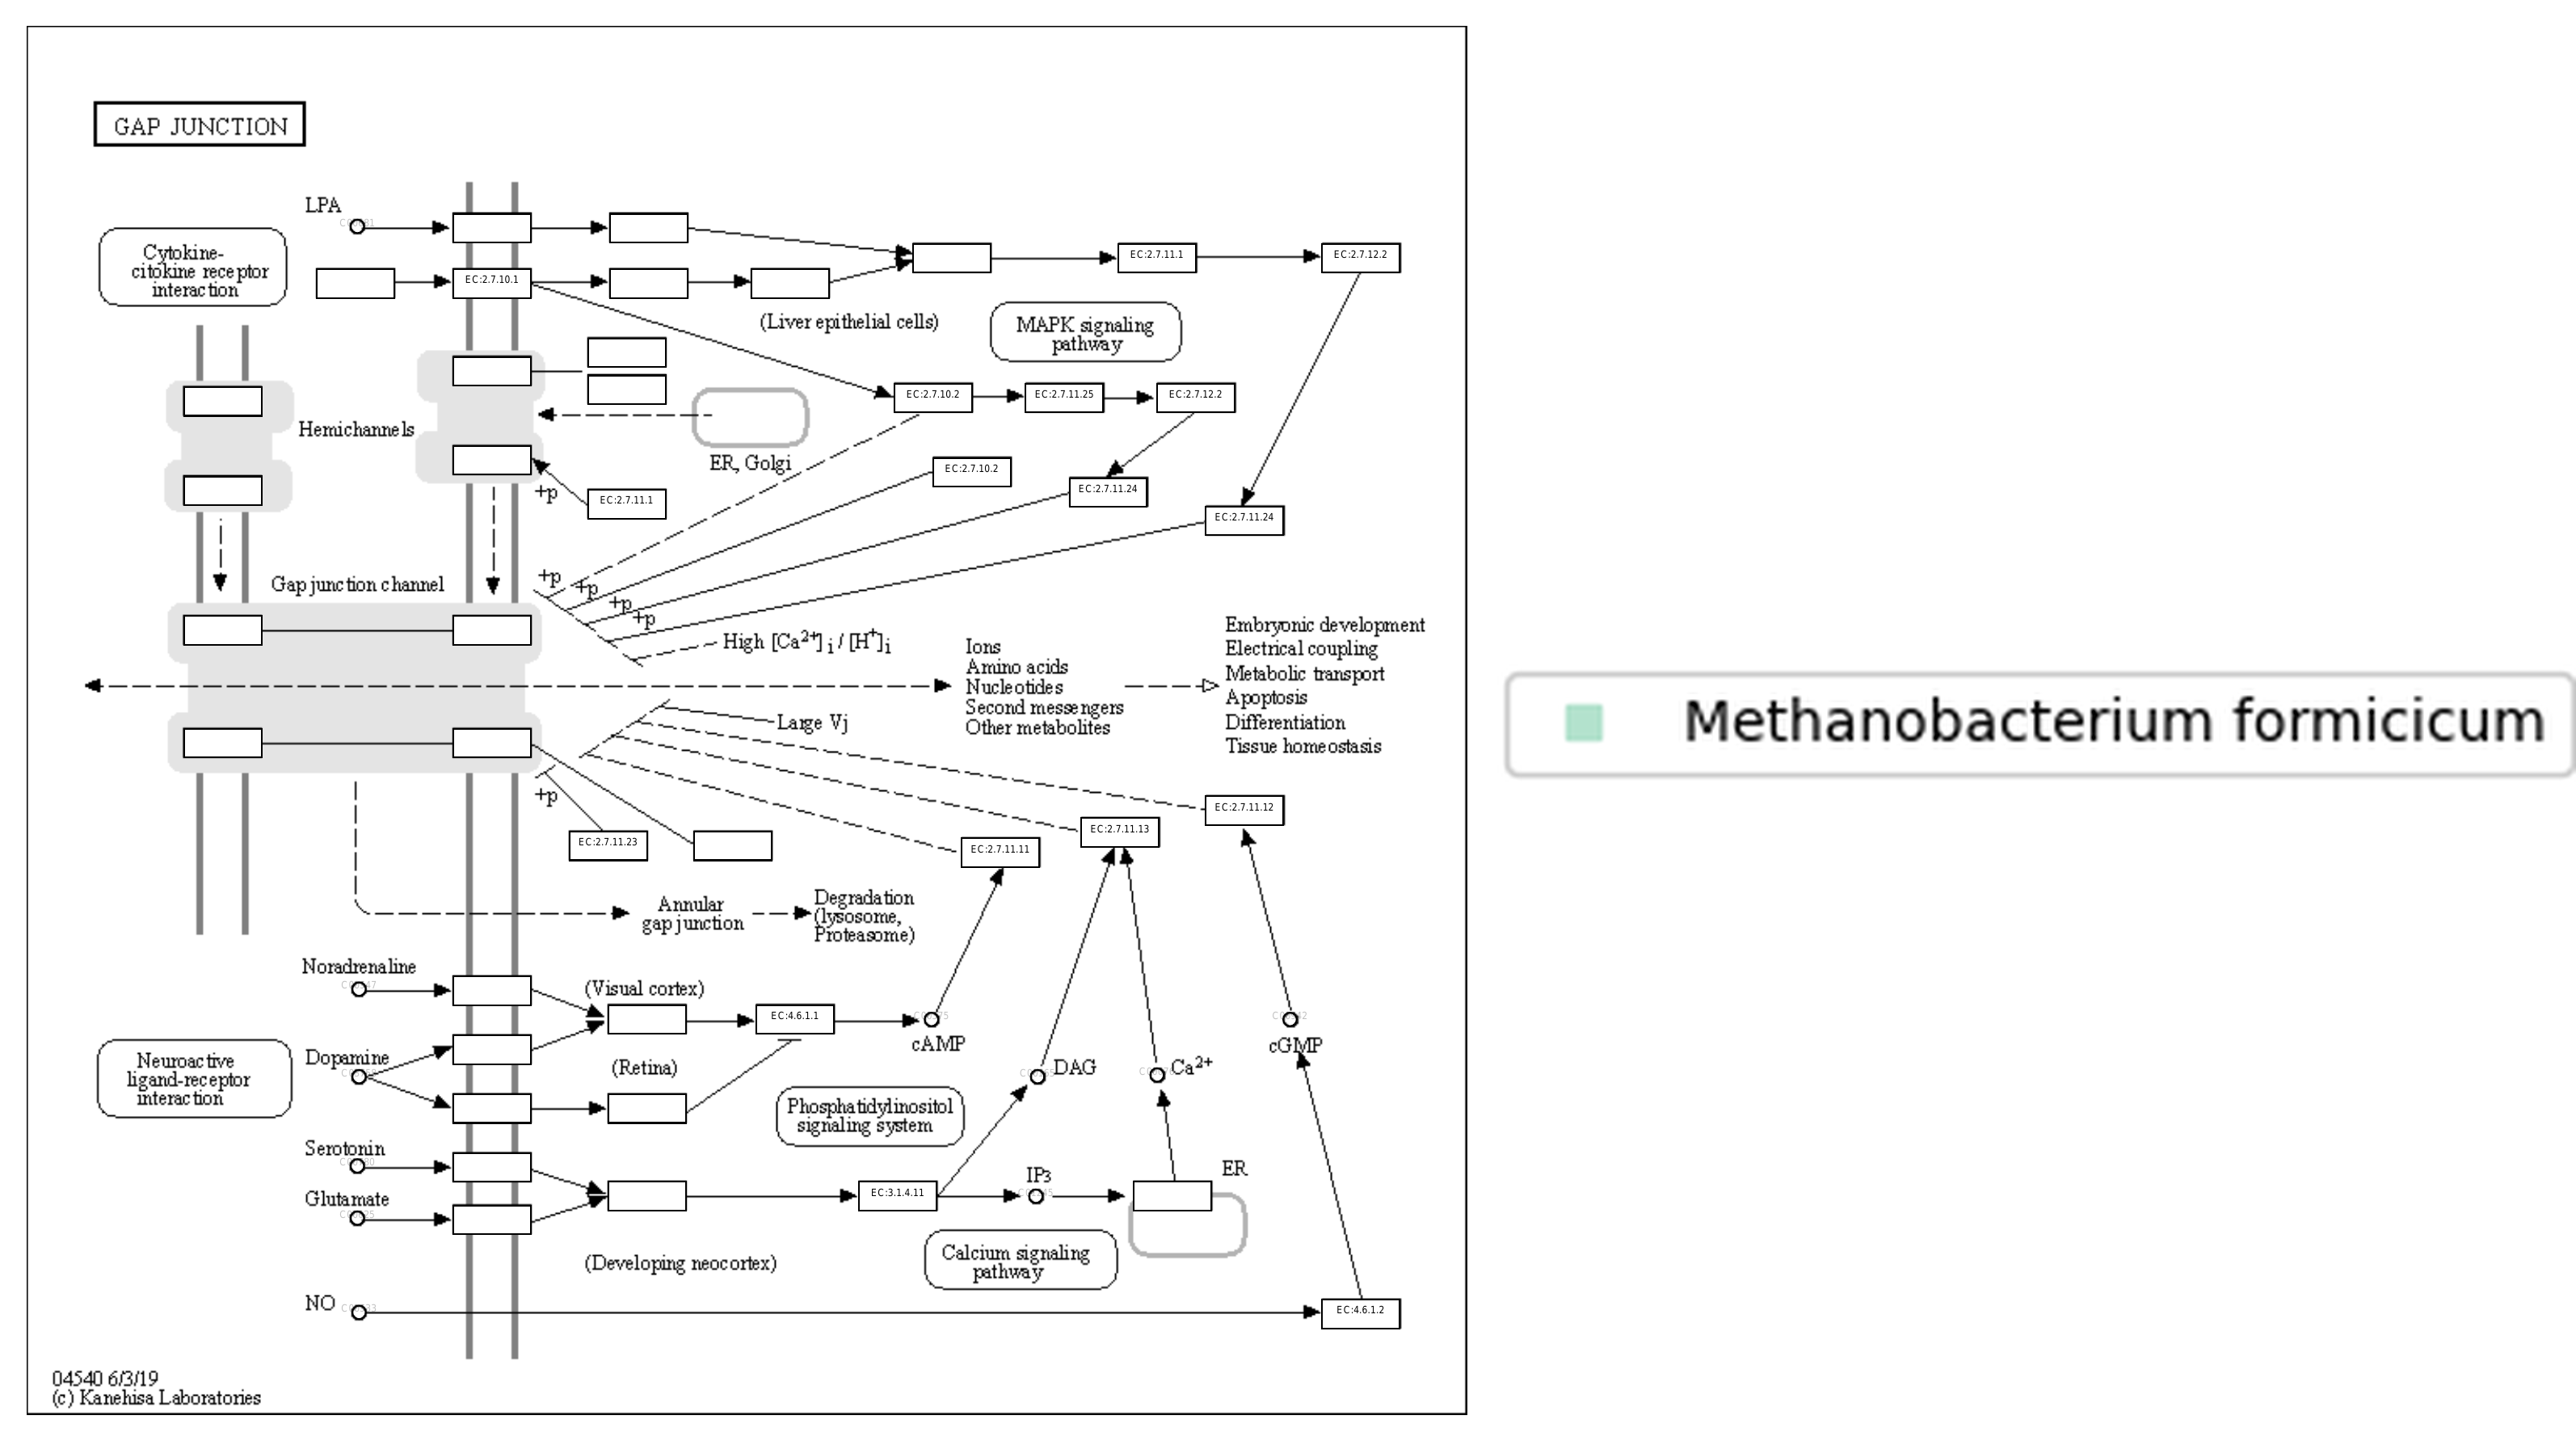 GAP JUNCTION
LPA
Cytokine-
citokine receptor
interaction
EC:2.7.10.1
EC:2.7.11.1
EC:2.7.12.2
(Liver epithelial cells)
MAPK signaling
pathway
Hemichannels
ER, Golgi
EC:2.7.10.2
EC:2.7.11.25
EC:2.7.12.2
EC:2.7.10.2
EC:2.7.11.24
EC:2.7.11.24
+p
EC:2.7.11.1
Gap junction channel
+p
+p
+p
+p
High [Ca2+]i / [H+]i
Ions
Amino acids
Nucleotides
Second messengers
Other metabolites
Embryonic development
Electrical coupling
Metabolic transport
Apoptosis
Differentiation
Tissue homeostasis
Large Vj
+p
EC:2.7.11.23
EC:2.7.11.11
EC:2.7.11.13
EC:2.7.11.12
Annular
gap junction
Degradation
(lysosome,
Proteasome)
Noradrenaline
(Visual cortex)
EC:4.6.1.1
cAMP
cGMP
Neuroactive
ligand-receptor
interaction
Dopamine
(Retina)
DAG
Ca2+
Phosphatidylinositol
signaling system
Serotonin
Glutamate
EC:3.1.4.11
IP3
ER
(Developing neocortex)
Calcium signaling
pathway
NO
EC:4.6.1.2
04540 6/3/19
(c) Kanehisa Laboratories
Methanobacterium formicicum